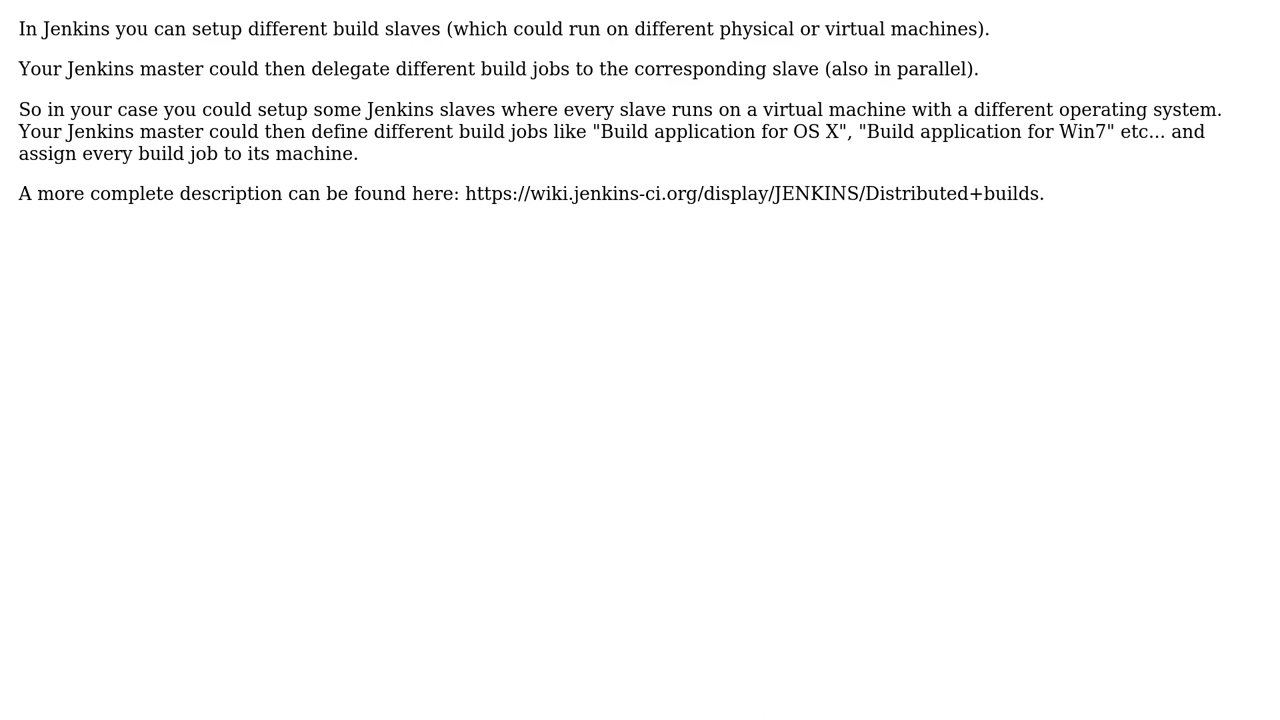 In Jenkins you can setup different build slaves (which could run on different physical or virtual machines).
Your Jenkins master could then delegate different build jobs to the corresponding slave (also in parallel).
So in your case you could setup some Jenkins slaves where every slave runs on a virtual machine with a different operating system.
Your Jenkins master could then define different build jobs like "Build application for OS X", "Build application for Win7" etc... and
assign every build job to its machine.
A more complete description can be found here: https://wiki.jenkins-ci.org/display/JENKINS/Distributed+builds.